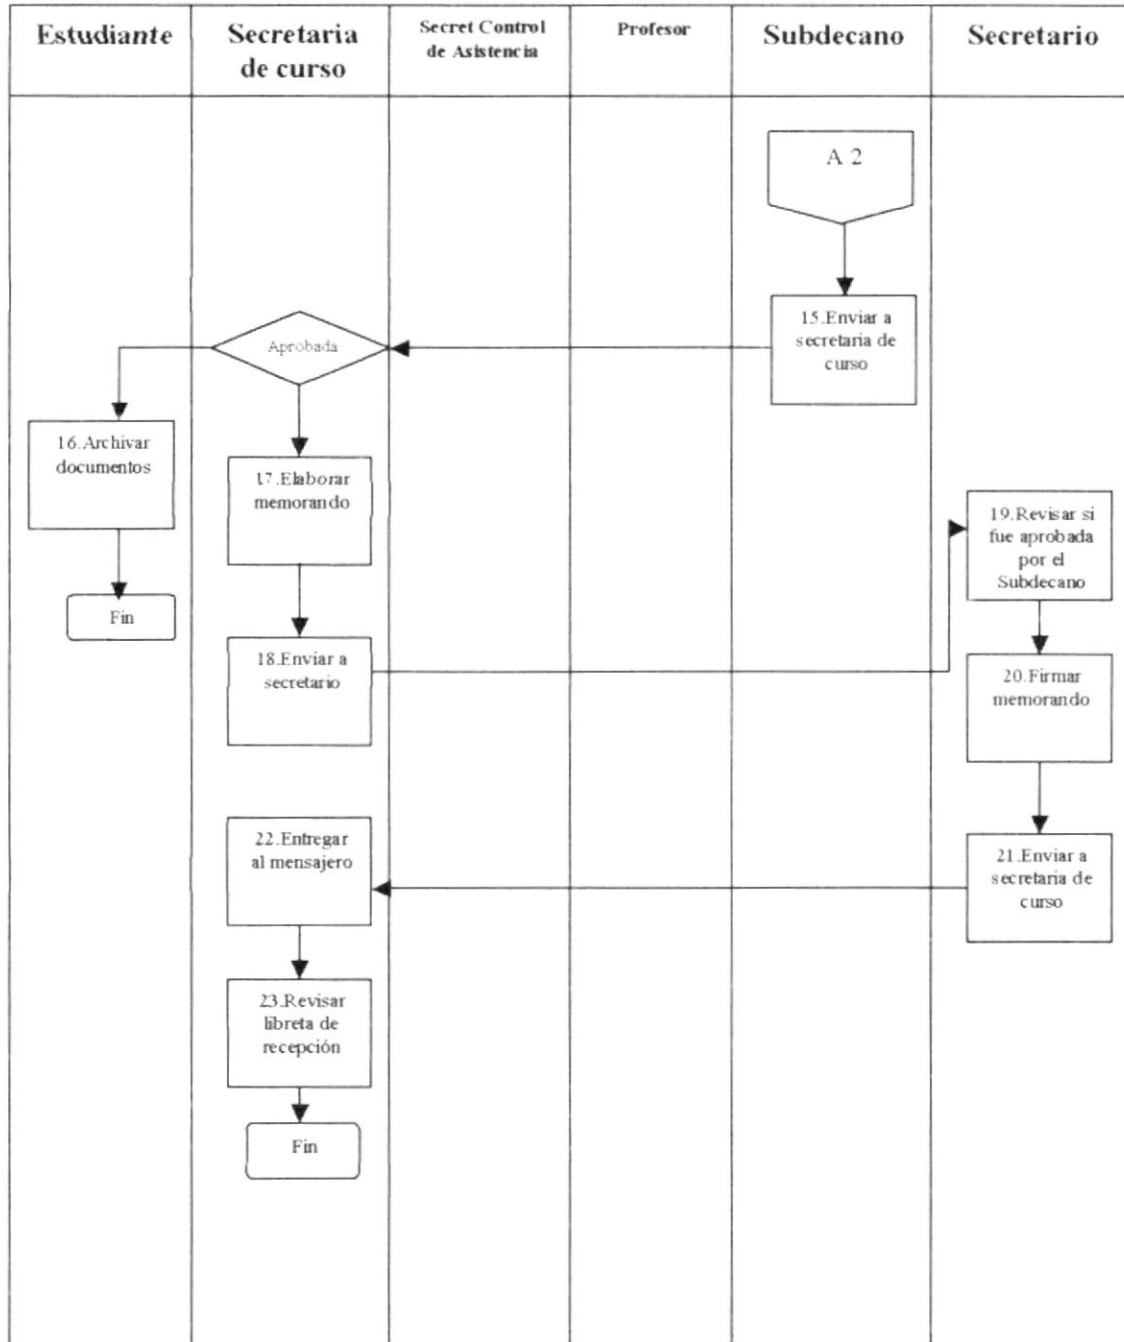 Estudiante
Secretaria
de curso
Secret Control
de Asistencia
Profesor
Subdecano
Secretario
A 2
15.Enviar a
secretaria de
curso
Aprobada
16.Archivar
documentos
Fin
17.Elaborar
memorando
18.Enviar a
secretario
19.Revisar si
fue aprobada
por el
Subdecano
20.Firmar
memorando
21.Enviar a
secretaria de
curso
22.Entregar
al mensajero
23.Revisar
libreta de
recepción
Fin